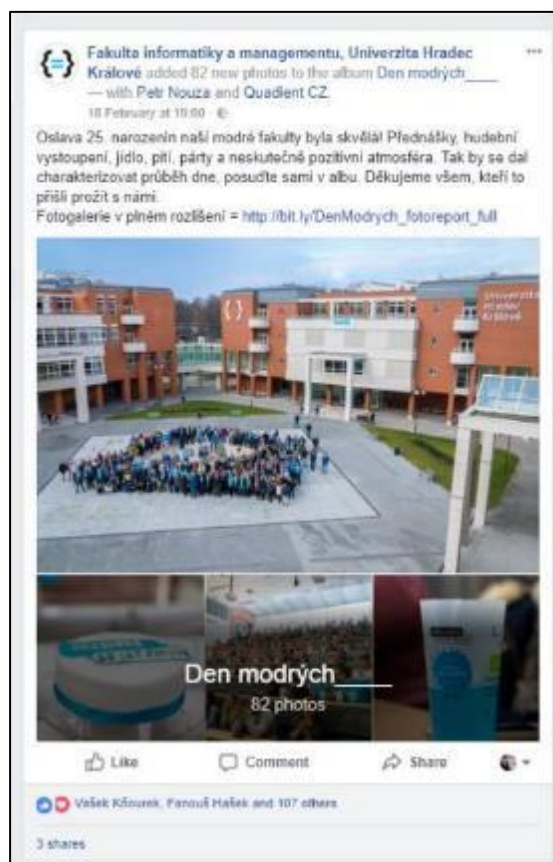 Fakulta informatiky a managementu, Univerzita Hradec
Králové added 82 new photos to the album Den modrých____
— with Petr Nouza and Quadient CZ.
18 February at 19:00
Oslava 25. narozenin naší modré fakulty byla skvělá! Přednášky, hudební
vystoupení, jídlo, pití, párty a neskutečně pozitivní atmosféra. Tak by se dal
charakterizovat průběh dne, posuďte sami v albu. Děkujeme všem, kteří to
přišli prožít s námi.
Fotogalerie v plném rozlišení = http://bit.ly/DenModrych_fotoreport_full
Univerzita
Hradec
Králové
Den modrých____
82 photos
Like Comment Share
Vašek Kšourek, Fanouš Hašek and 107 others
3 shares